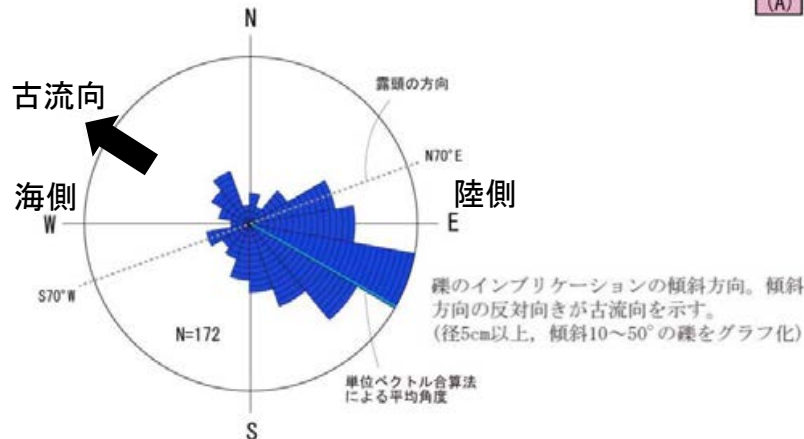 (A)
N
古流向
露頭の方向
N70°E
海側
陸側
W
E
S70°W
礫のインブリケーションの傾斜方向。傾斜
方向の反対向きが古流向を示す。
(径5cm以上，傾斜10～50°の礫をグラフ化)
N=172
単位ベクトル合算法
による平均角度
S